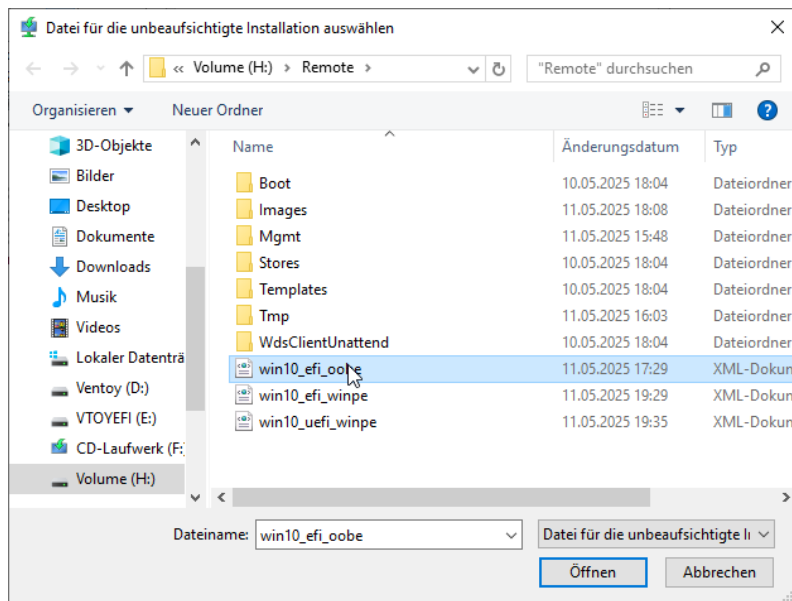 Datei für die unbeaufsichtigte Installation auswählen
« Volume (H:) › Remote ›
"Remote" durchsuchen
Organisieren
Neuer Ordner
3D-Objekte
Bilder
Desktop
Dokumente
Downloads
Musik
Videos
Lokaler Datenträ
Ventoy (D:)
VTOYEFI (E:)
CD-Laufwerk (F:
Volume (H:)
Name Änderungsdatum Typ
Boot 10.05.2025 18:04 Dateiordner
Images 11.05.2025 18:08 Dateiordner
Mgmt 11.05.2025 15:48 Dateiordner
Stores 10.05.2025 18:04 Dateiordner
Templates 10.05.2025 18:04 Dateiordner
Tmp 11.05.2025 16:03 Dateiordner
WdsClientUnattend 10.05.2025 18:04 Dateiordner
win10_efi_oobe 11.05.2025 17:29 XML-Dokun
win10_efi_winpe 11.05.2025 19:29 XML-Dokun
win10_uefi_winpe 11.05.2025 19:35 XML-Dokun
Dateiname: win10_efi_oobe
Datei für die unbeaufsichtigte I
Öffnen
Abbrechen